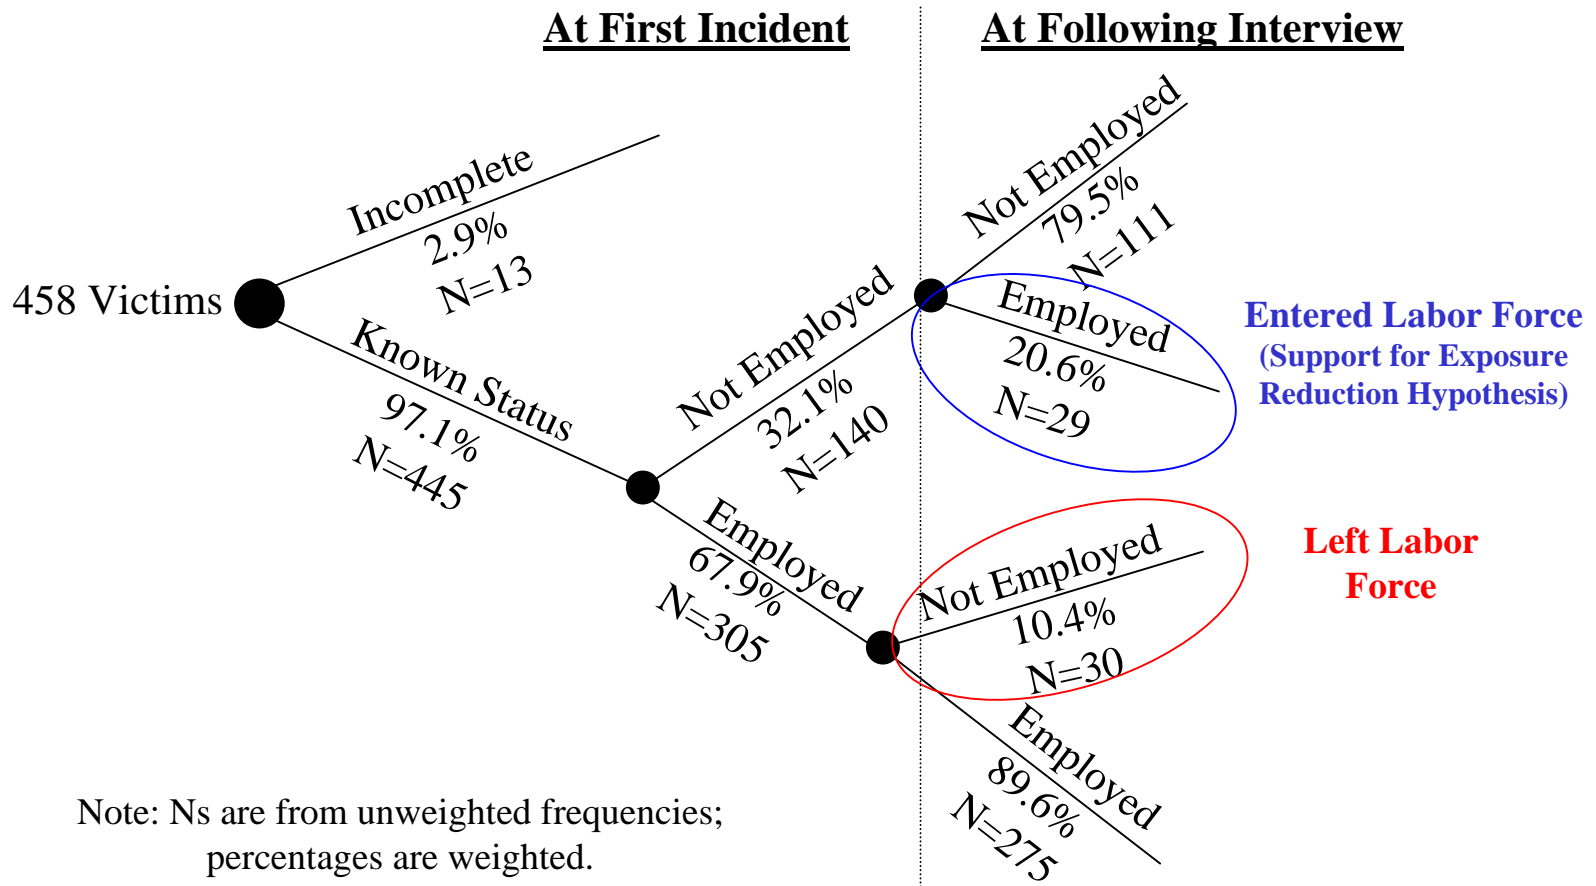 At First Incident
At Following Interview
458 Victims
Incomplete
2.9%
N=13
Known Status
97.1%
N=445
Not Employed
32.1%
N=140
Employed
67.9%
N=305
Not Employed
79.5%
N=111
Employed
20.6%
N=29
Entered Labor Force
(Support for Exposure
Reduction Hypothesis)
Not Employed
10.4%
N=30
Left Labor
Force
Employed
89.6%
N=275
Note: Ns are from unweighted frequencies;
percentages are weighted.